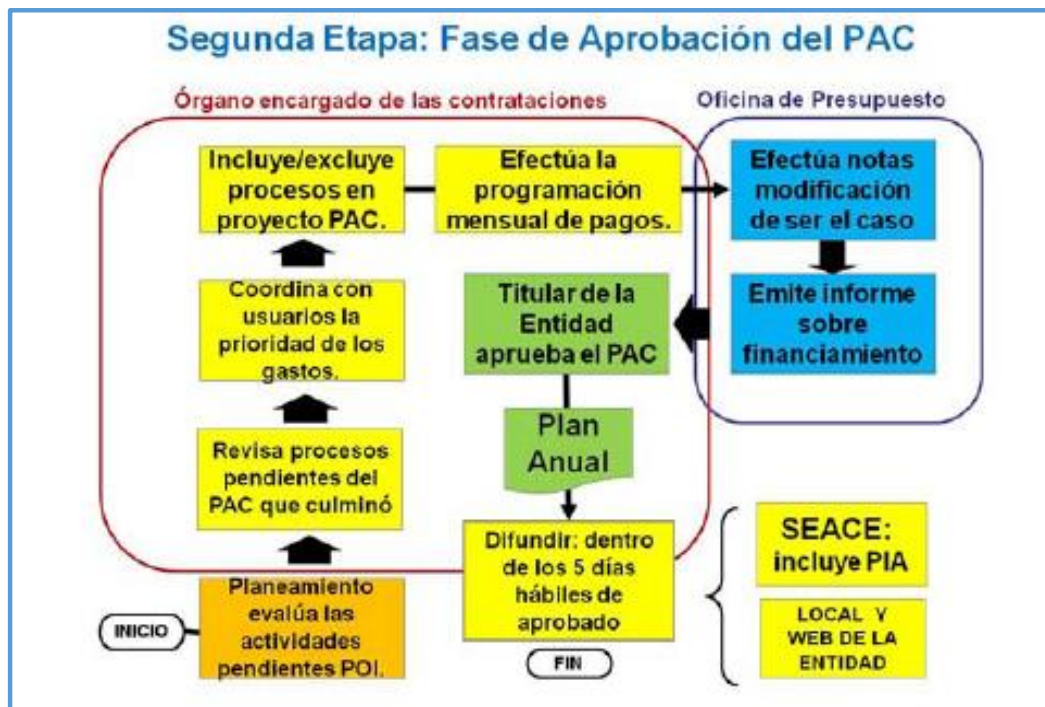 Segunda Etapa: Fase de Aprobación del PAC
Órgano encargado de las contrataciones
Oficina de Presupuesto
Incluye/excluye
procesos en
proyecto PAC.
Efectúa la
programación
mensual de pagos.
Efectúa notas
modificación
de ser el caso
Coordina con
usuarios la
prioridad de los
gastos.
Titular de la
Entidad
aprueba el PAC
Emite informe
sobre
financiamiento
Revisa procesos
pendientes del
PAC que culminó
Plan
Anual
Difundir: dentro
de los 5 días
hábiles de
aprobado
SEACE:
incluye PIA
INICIO
Planeamiento
evalúa las
actividades
pendientes POI.
FIN
LOCAL Y
WEB DE LA
ENTIDAD